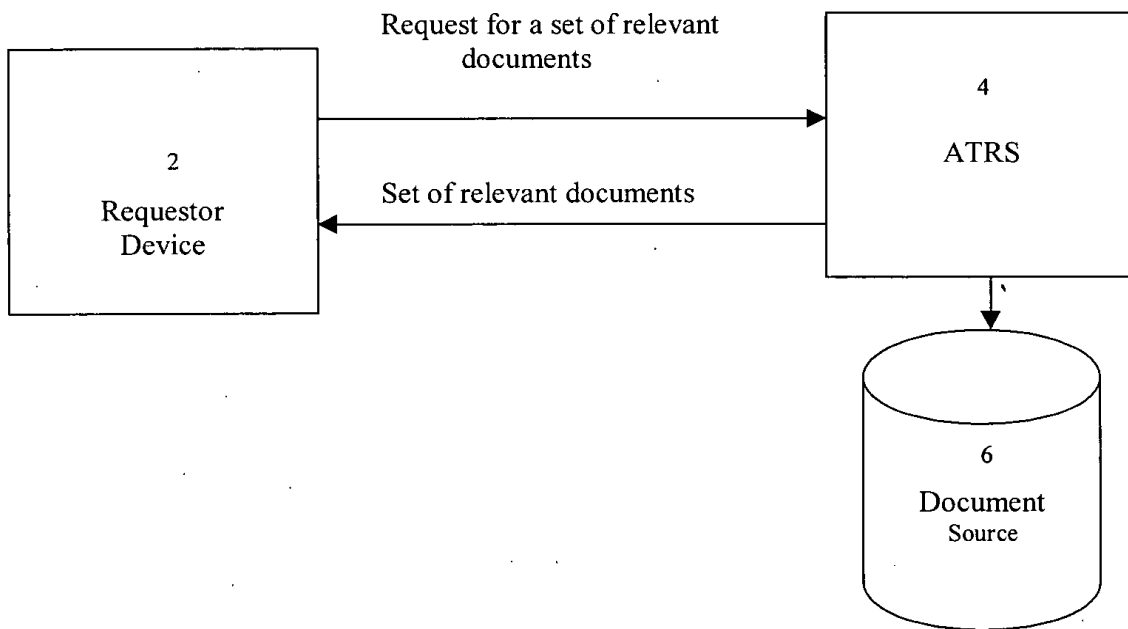 Request for a set of relevant
documents
4
ATRS
2
Requestor
Device
Set of relevant documents
6
Document
Source